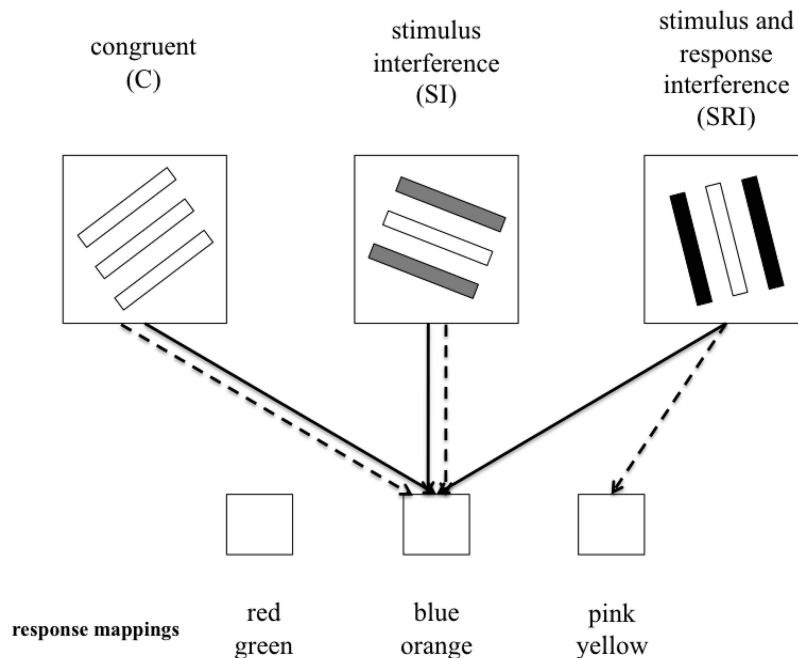 congruent
(C)
stimulus
interference
(SI)
stimulus and
response
interference
(SRI)
response mappings
red
green
blue
orange
pink
yellow